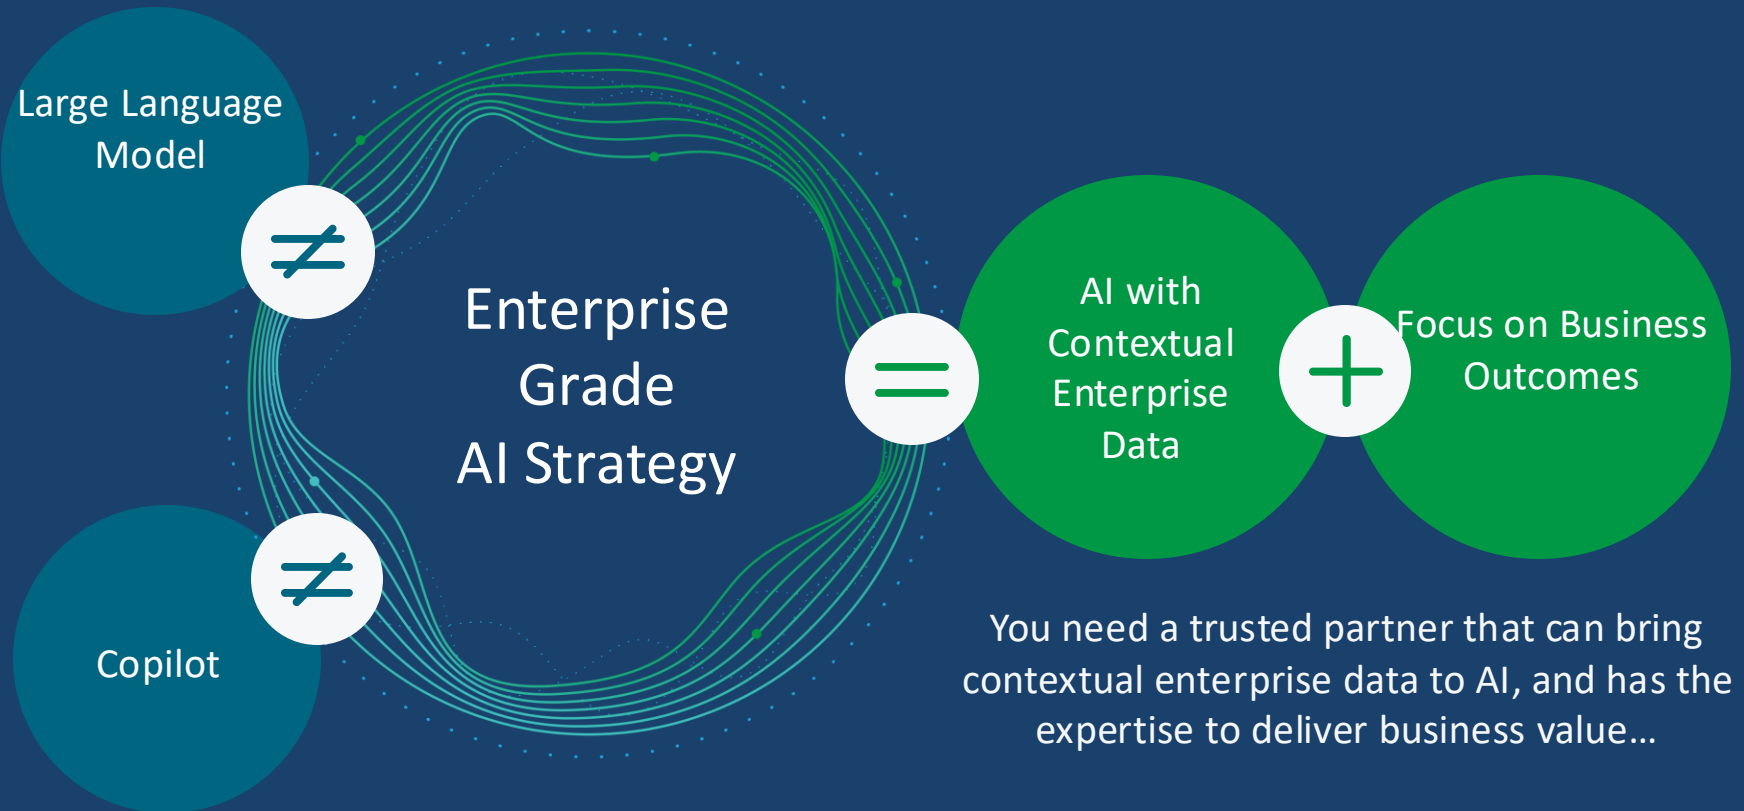 Large Language
Model
≠
Enterprise
Grade
AI Strategy
≠
Copilot
=
AI with
Contextual
Enterprise
Data
+
Focus on Business
Outcomes
You need a trusted partner that can bring
contextual enterprise data to AI, and has the
expertise to deliver business value…